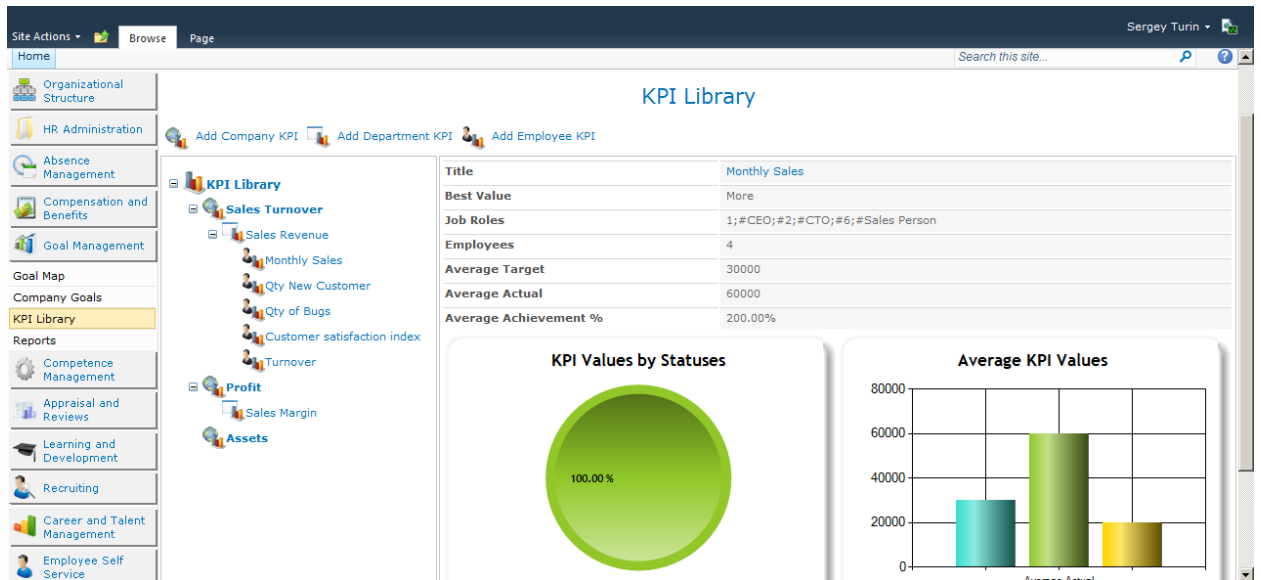 Sergey Turin
Site Actions
Browse
Page
Home
Search this site...
Organizational
Structure
HR Administration
Absence
Management
Compensation and
Benefits
Goal Management
Goal Map
Company Goals
KPI Library
Reports
Competence
Management
Appraisal and
Reviews
Learning and
Development
Recruiting
Career and Talent
Management
Employee Self
Service
KPI Library
Add Company KPI Add Department KPI Add Employee KPI
KPI Library
Sales Turnover
Sales Revenue
Monthly Sales
Qty New Customer
Qty of Bugs
Customer satisfaction index
Turnover
Profit
Sales Margin
Assets
Title Monthly Sales
Best Value More
Job Roles 1;#CEO;#2;#CTO;#6;#Sales Person
Employees 4
Average Target 30000
Average Actual 60000
Average Achievement % 200.00%
KPI Values by Statuses
100.00 %
Average KPI Values
80000
60000
40000
20000
0
Average Actual